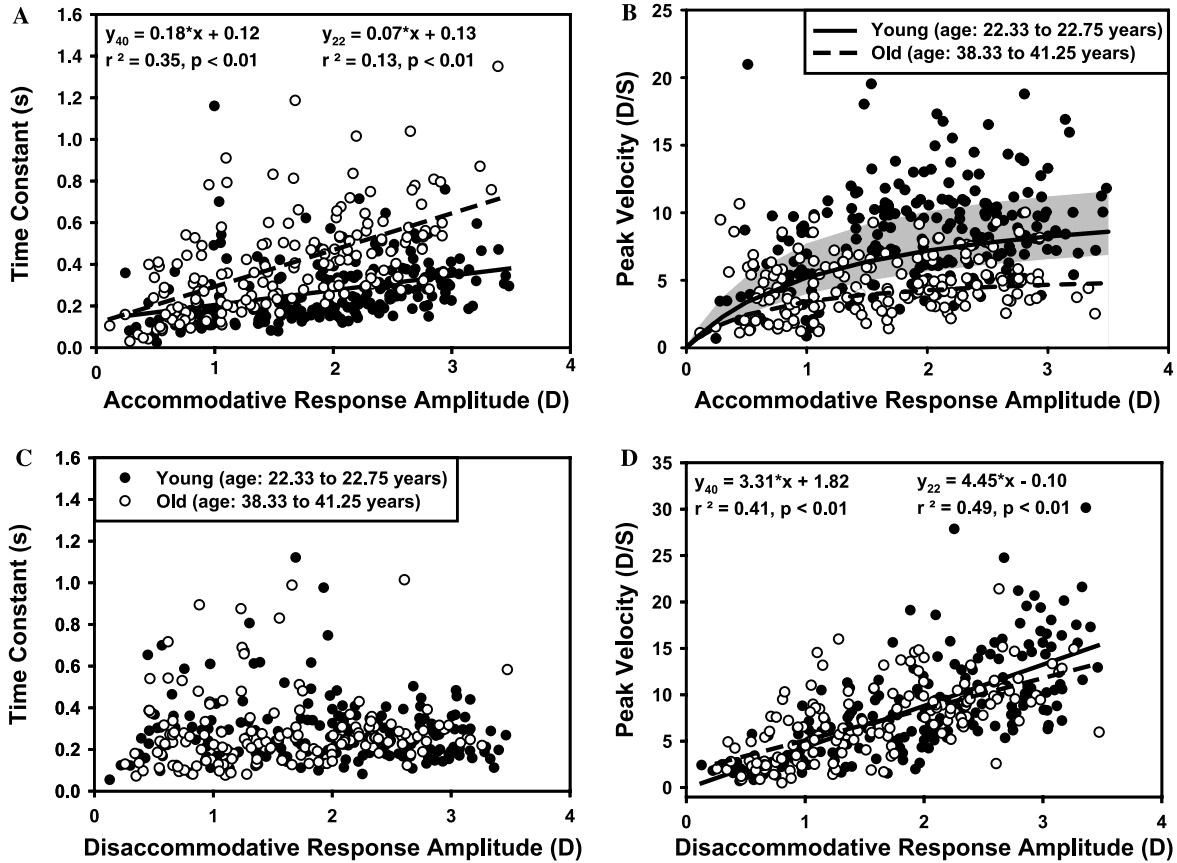 A
y40 = 0.18*x + 0.12
r ² = 0.35, p < 0.01
y22 = 0.07*x + 0.13
r ² = 0.13, p < 0.01
Time Constant (s)
1.6
1.4
1.2
1.0
0.8
0.6
0.4
0.2
0.0
0 1 2 3 4
Accommodative Response Amplitude (D)
B
Young (age: 22.33 to 22.75 years)
Old (age: 38.33 to 41.25 years)
Peak Velocity (D/S)
25
20
15
10
5
0
0 1 2 3 4
Accommodative Response Amplitude (D)
C
Young (age: 22.33 to 22.75 years)
Old (age: 38.33 to 41.25 years)
Time Constant (s)
1.6
1.4
1.2
1.0
0.8
0.6
0.4
0.2
0.0
0 1 2 3 4
Disaccommodative Response Amplitude (D)
D
y40 = 3.31*x + 1.82
r ² = 0.41, p < 0.01
y22 = 4.45*x - 0.10
r ² = 0.49, p < 0.01
Peak Velocity (D/S)
35
30
25
20
15
10
5
0
0 1 2 3 4
Disaccommodative Response Amplitude (D)